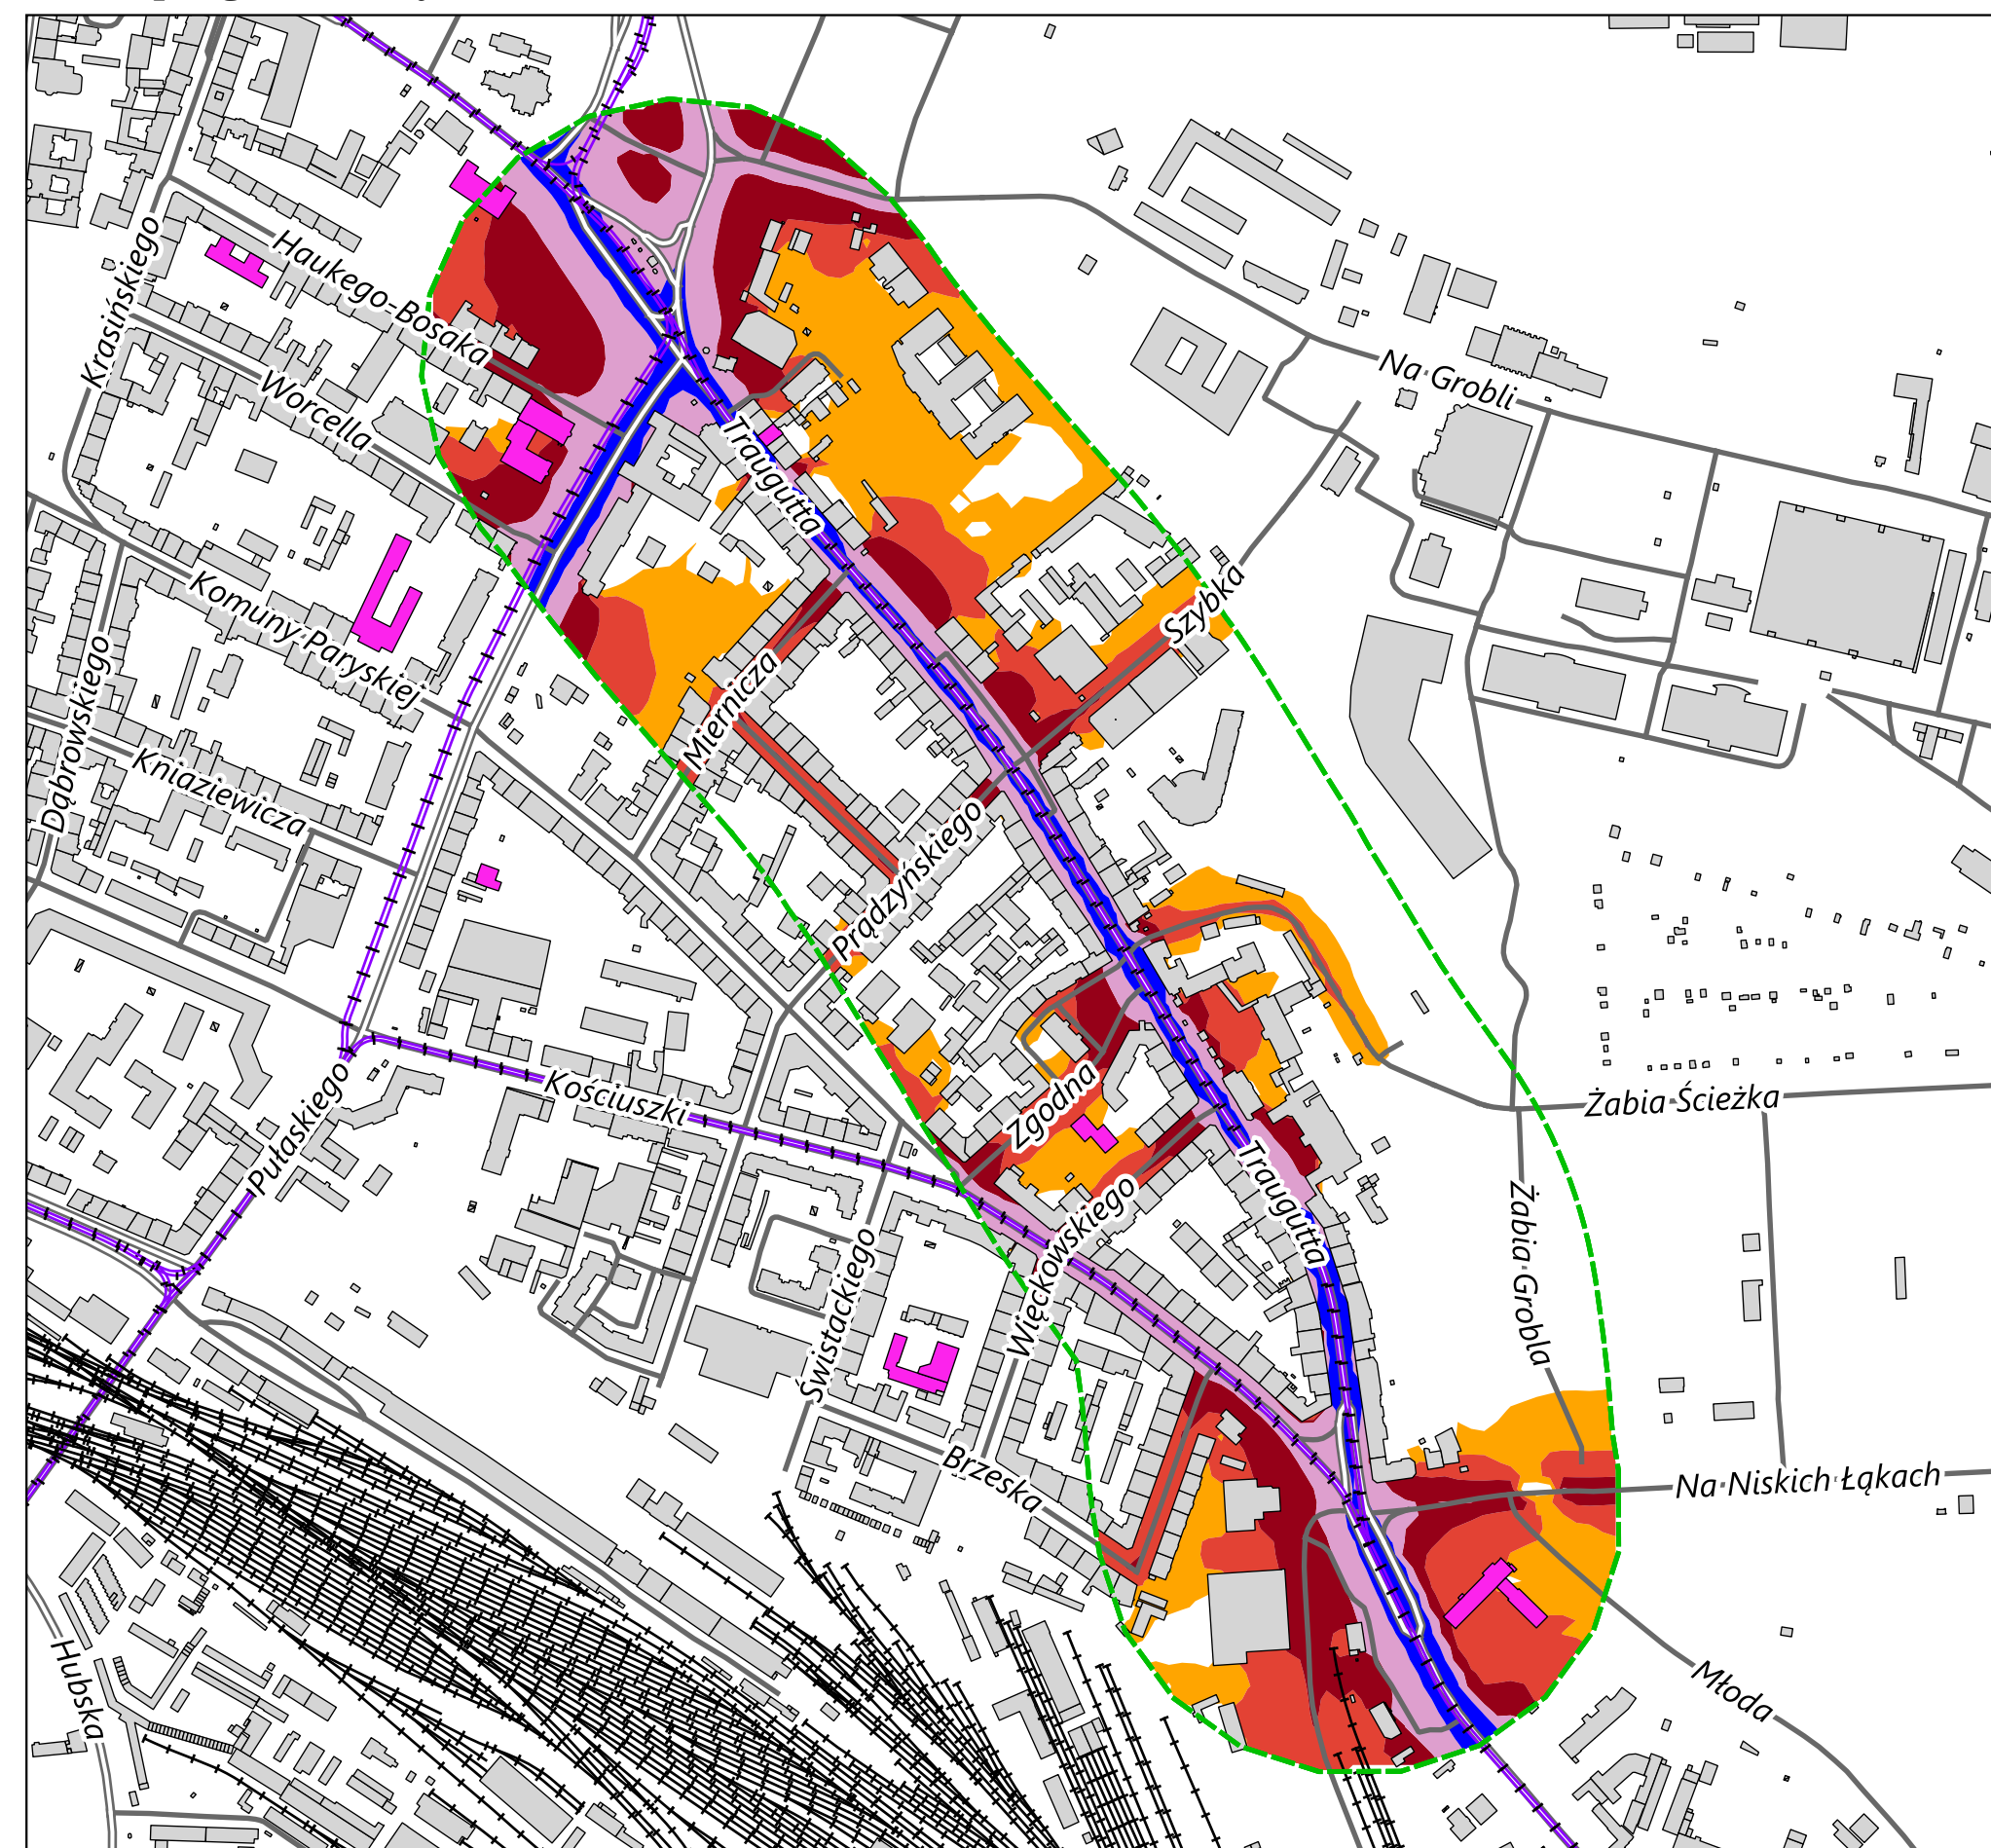 Krasińskiego
Haukego-Bosaka
Worcella
Na Grobli
Traugutta
Komuny Paryskiej
Szybka
Dąbrowskiego
Miernicza
Kniaziewicza
Prądzyńskiego
Kościuszki
Zgodna
Żabia Ścieżka
Pułaskiego
Traugutta
Więckowskiego
Żabia Grobla
Świstackiego
Brzeska
Na Niskich Łąkach
Hubska
Młoda